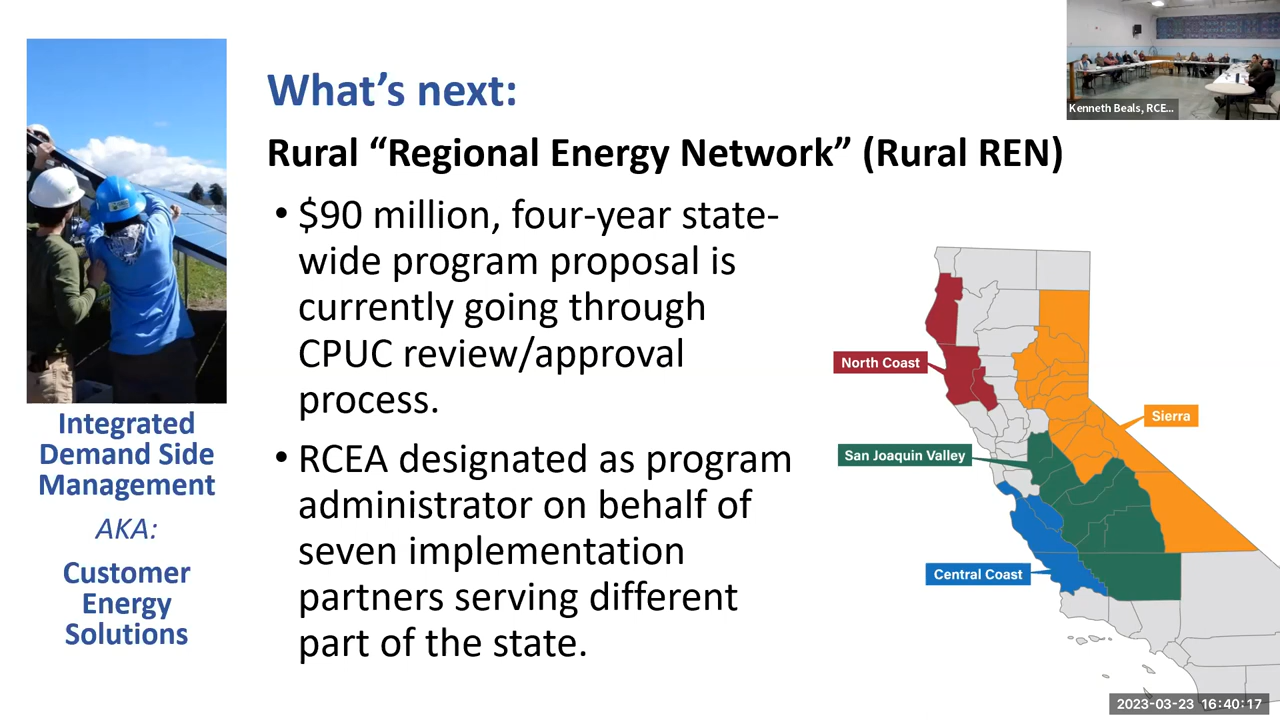 What’s next:
Rural “Regional Energy Network” (Rural REN)
• $90 million, four-year state-
wide program proposal is
currently going through
CPUC review/approval
process.
• RCEA designated as program
administrator on behalf of
seven implementation
partners serving different
part of the state.
Integrated
Demand Side
Management
AKA:
Customer
Energy
Solutions
North Coast
Sierra
San Joaquin Valley
Central Coast
Kenneth Beals, RCE...
2023-03-23 16:40:17